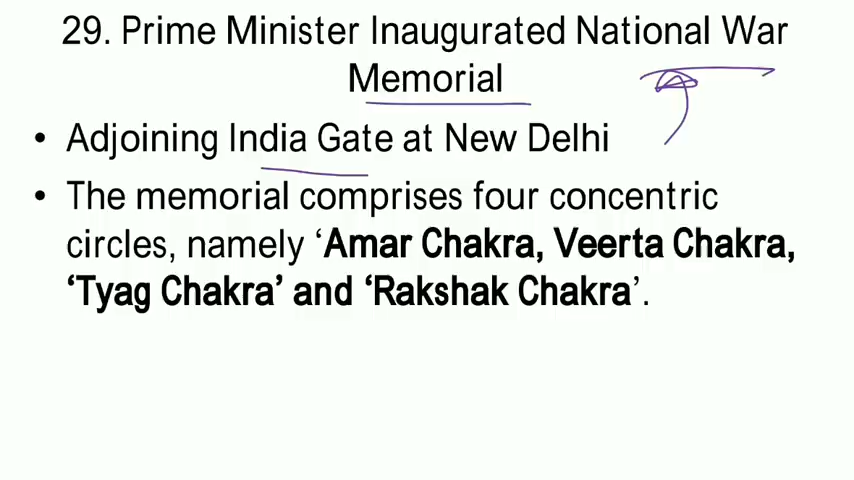 29. Prime Minister Inaugurated National War
Memorial
• Adjoining India Gate at New Delhi
• The memorial comprises four concentric
circles, namely ‘Amar Chakra, Veerta Chakra,
‘Tyag Chakra’ and ‘Rakshak Chakra’.